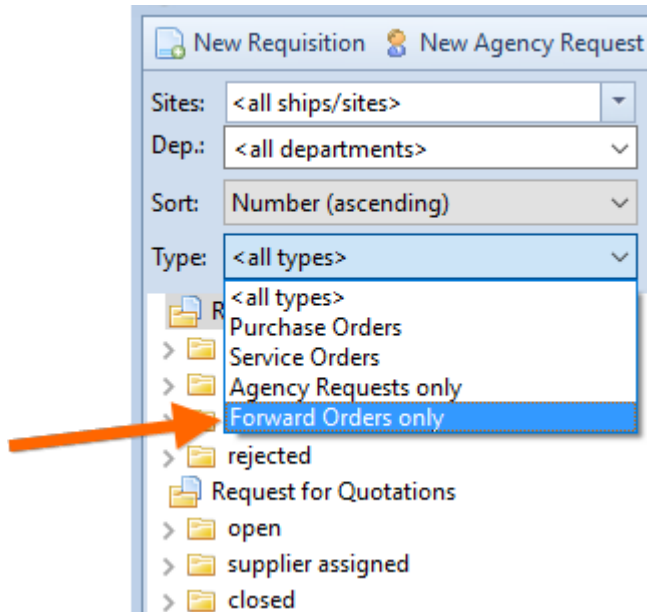 New Requisition New Agency Request
Sites: <all ships/sites>
Dep.: <all departments>
Sort: Number (ascending)
Type: <all types>
<all types>
Purchase Orders
Service Orders
Agency Requests only
Forward Orders only
rejected
Request for Quotations
open
supplier assigned
closed